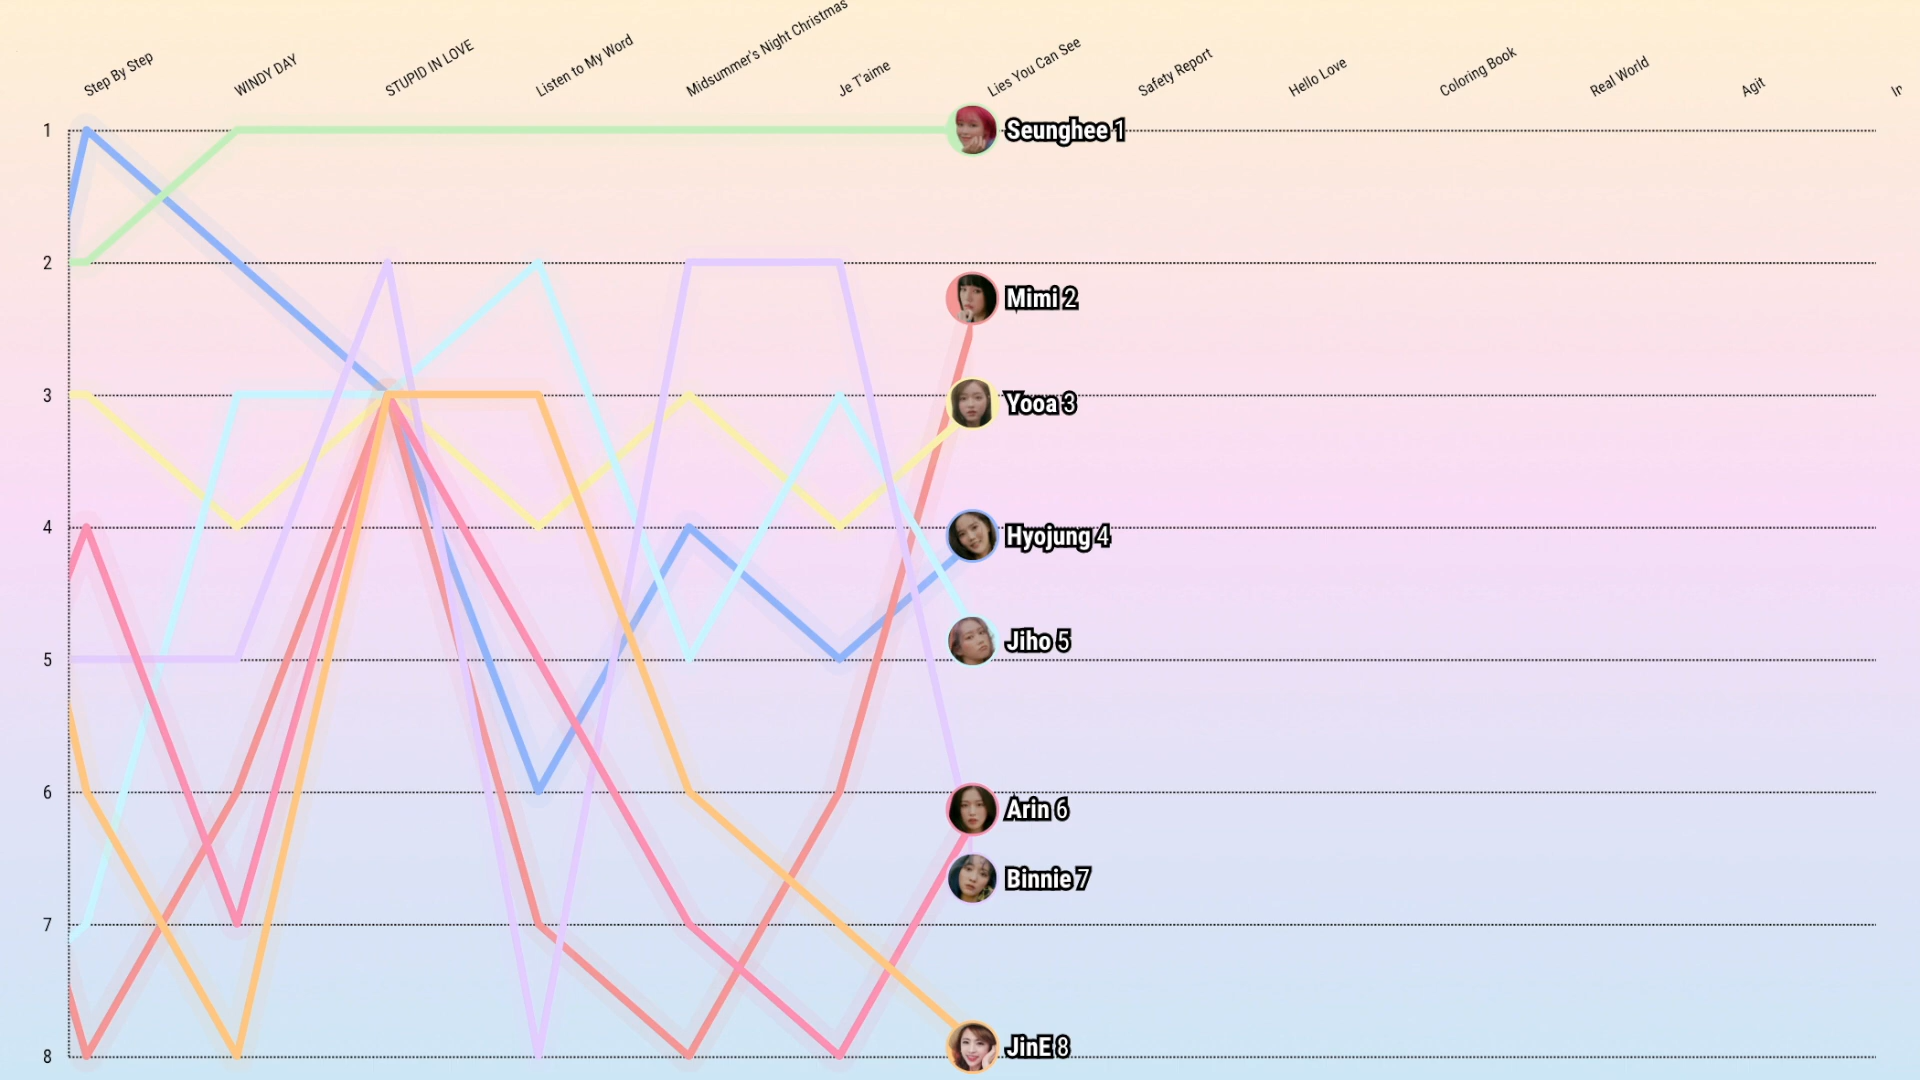 Step By Step
WINDY DAY
STUPID IN LOVE
Listen to My Word
Midsummer's Night Christmas
Je T'aime
Lies You Can See
Safety Report
Hello Love
Coloring Book
Real World
Agit
In
1
Seunghee 1
2
Mimi 2
3
Yooa 3
4
Hyojung 4
5
Jiho 5
6
Arin 6
Binnie 7
7
8
JinE 8